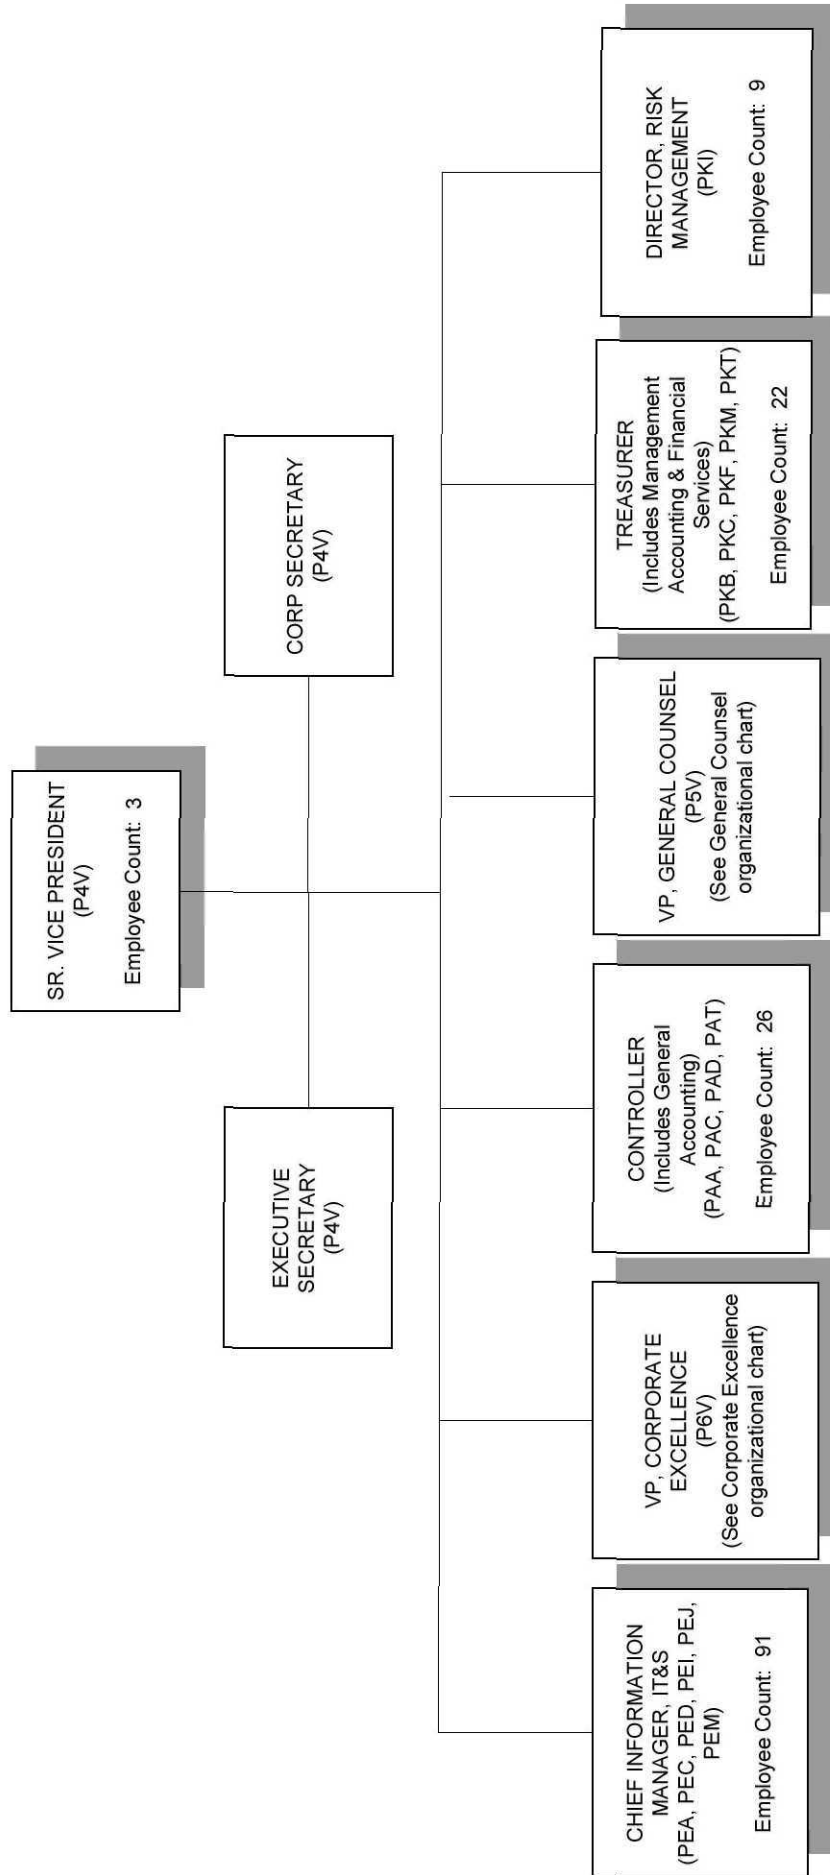 SR. VICE PRESIDENT
(P4V)
Employee Count: 3
EXECUTIVE
SECRETARY
(P4V)
CORP SECRETARY
(P4V)
CHIEF INFORMATION
MANAGER, IT&S
(PEA, PEC, PED, PEI, PEJ,
PEM)
Employee Count: 91
VP, CORPORATE
EXCELLENCE
(P6V)
(See Corporate Excellence
organizational chart)
CONTROLLER
(Includes General
Accounting)
(PAA, PAC, PAD, PAT)
Employee Count: 26
VP, GENERAL COUNSEL
(P5V)
(See General Counsel
organizational chart)
TREASURER
(Includes Management
Accounting & Financial
Services)
(PKB, PKC, PKF, PKM, PKT)
Employee Count: 22
DIRECTOR, RISK
MANAGEMENT
(PKI)
Employee Count: 9